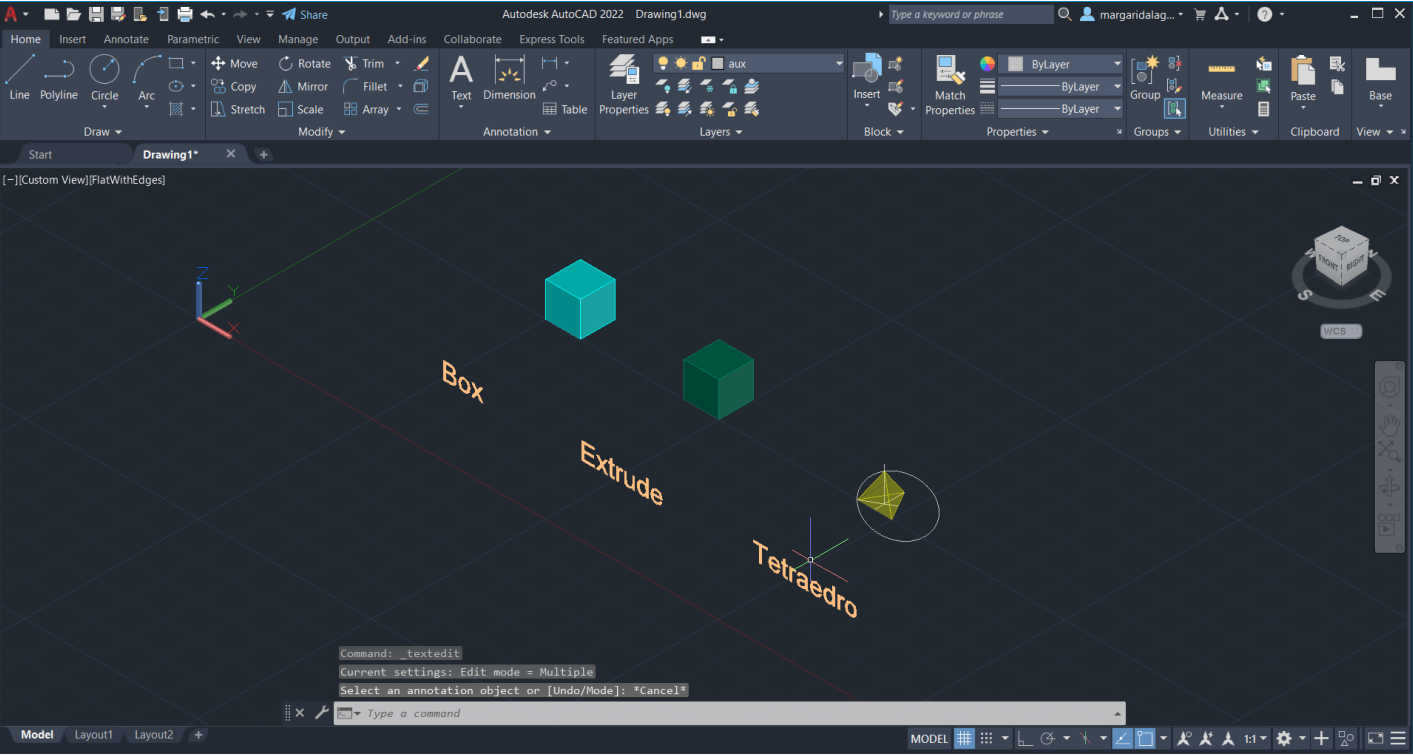 Share
Autodesk AutoCAD 2022 Drawing1.dwg
Type a keyword or phrase
margaridalag...
Home Insert Annotate Parametric View Manage Output Add-ins Collaborate Express Tools Featured Apps
Line Polyline Circle Arc
Move Rotate Trim
Copy Mirror Fillet
Stretch Scale Array
Text Dimension Table
Layer Properties
aux
Insert
Match Properties
ByLayer
ByLayer
ByLayer
Group
Measure
Paste
Base
Draw Modify Annotation Layers Block Properties Groups Utilities Clipboard View
Start Drawing1*
[-][Custom View][FlatWithEdges]
TOP
FRONT RIGHT
W N
S E
WCS
Z
Y
X
Box
Extrude
Tetraedro
Command: _textedit
Current settings: Edit mode = Multiple
Select an annotation object or [Undo/Mode]: *Cancel*
Type a command
Model Layout1 Layout2
MODEL 1:1